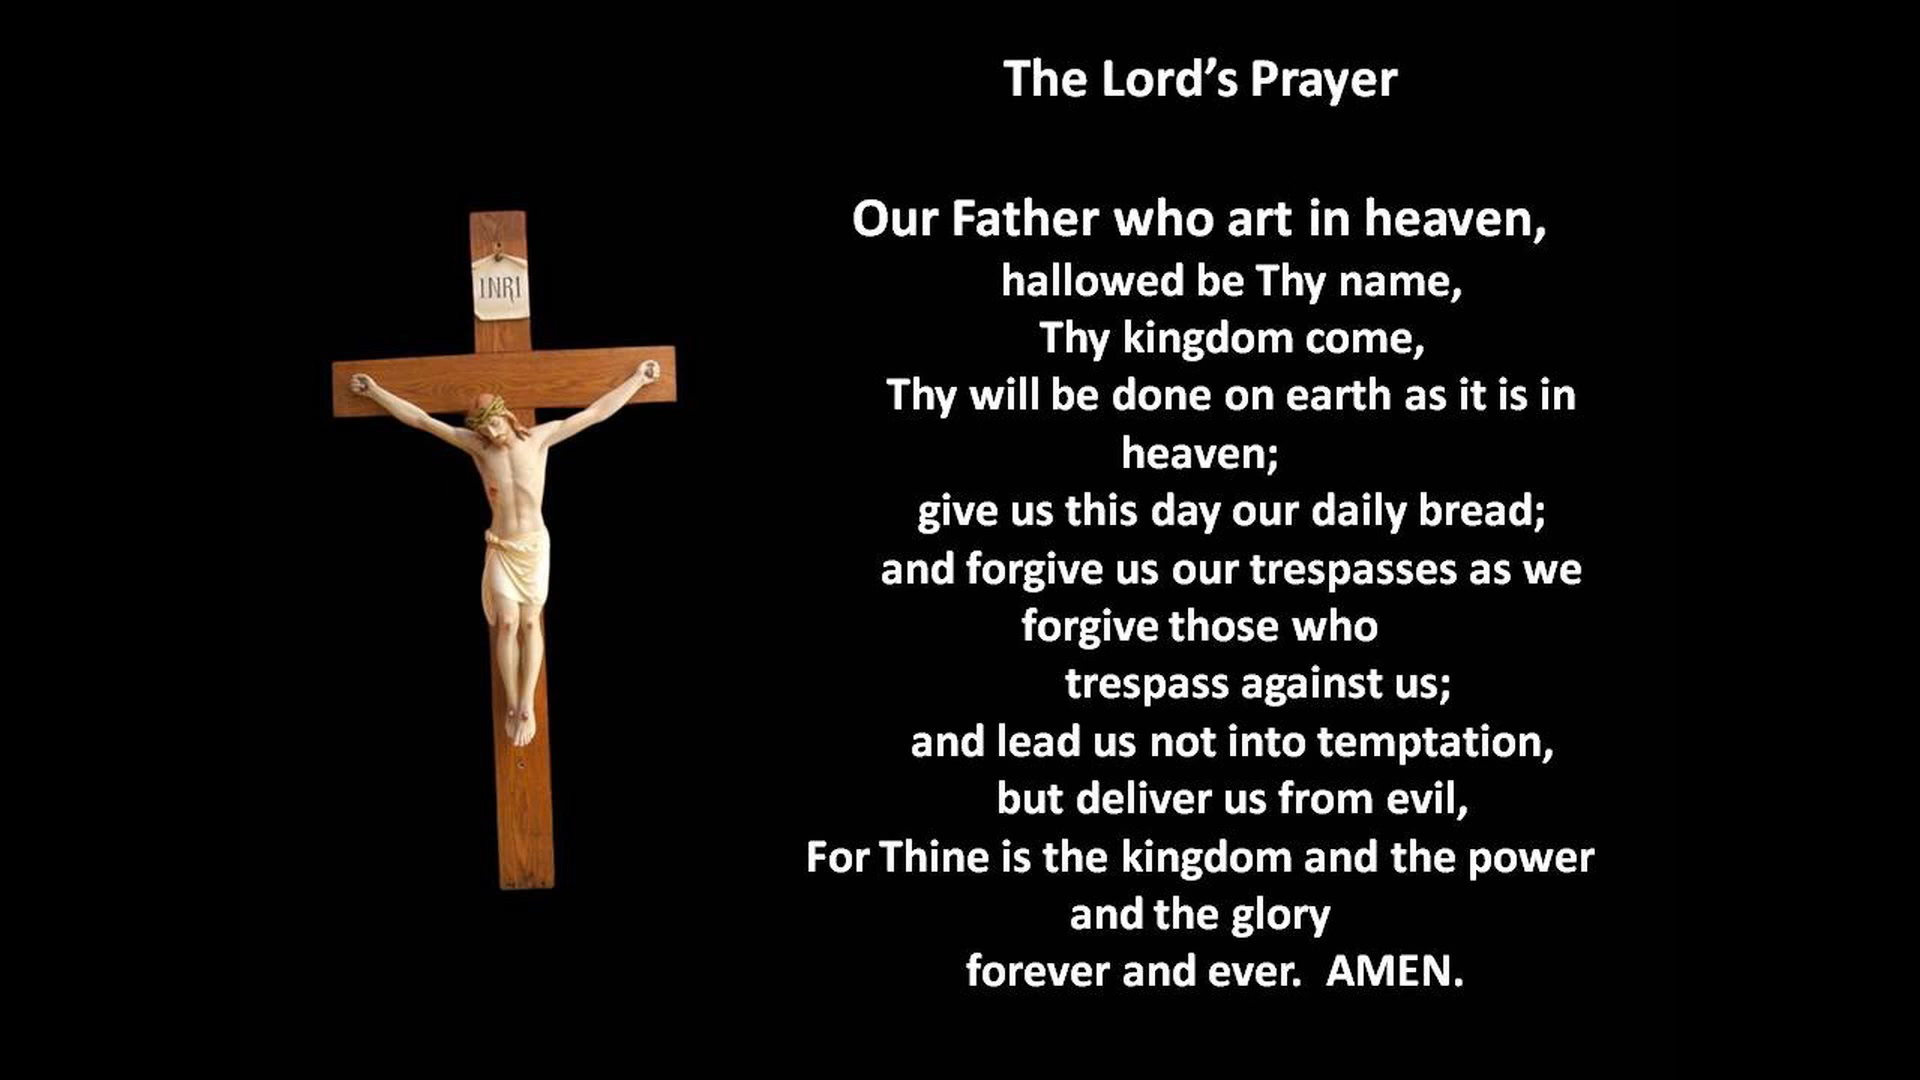 The Lord’s Prayer
INRI
Our Father who art in heaven,
hallowed be Thy name,
Thy kingdom come,
Thy will be done on earth as it is in
heaven;
give us this day our daily bread;
and forgive us our trespasses as we
forgive those who
trespass against us;
and lead us not into temptation,
but deliver us from evil,
For Thine is the kingdom and the power
and the glory
forever and ever.  AMEN.